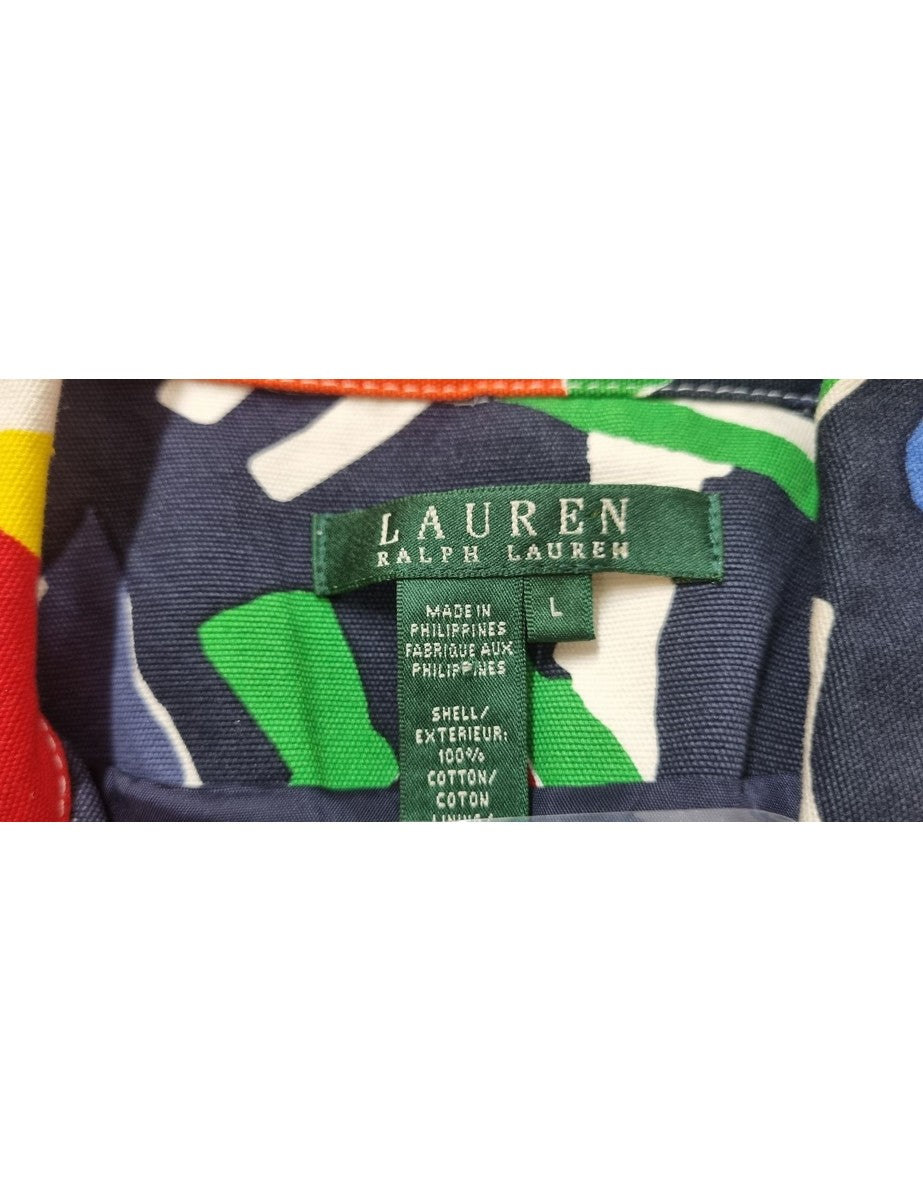 LAUREN
RALPH LAUREN
L
MADE IN
PHILIPPINES
FABRIQUE AUX
PHILIPPINES
SHELL/
EXTERIEUR:
100%
COTTON/
COTON